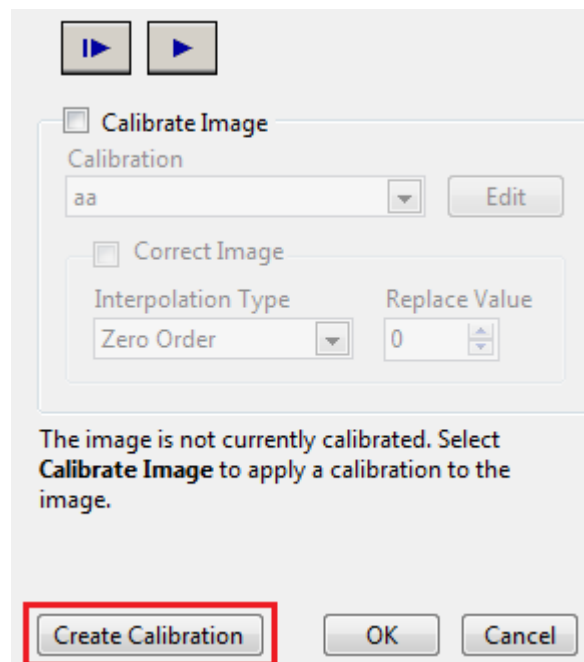 Calibrate Image
Calibration
aa Edit
Correct Image
Interpolation Type Replace Value
Zero Order 0
The image is not currently calibrated. Select
Calibrate Image to apply a calibration to the
image.
Create Calibration OK Cancel